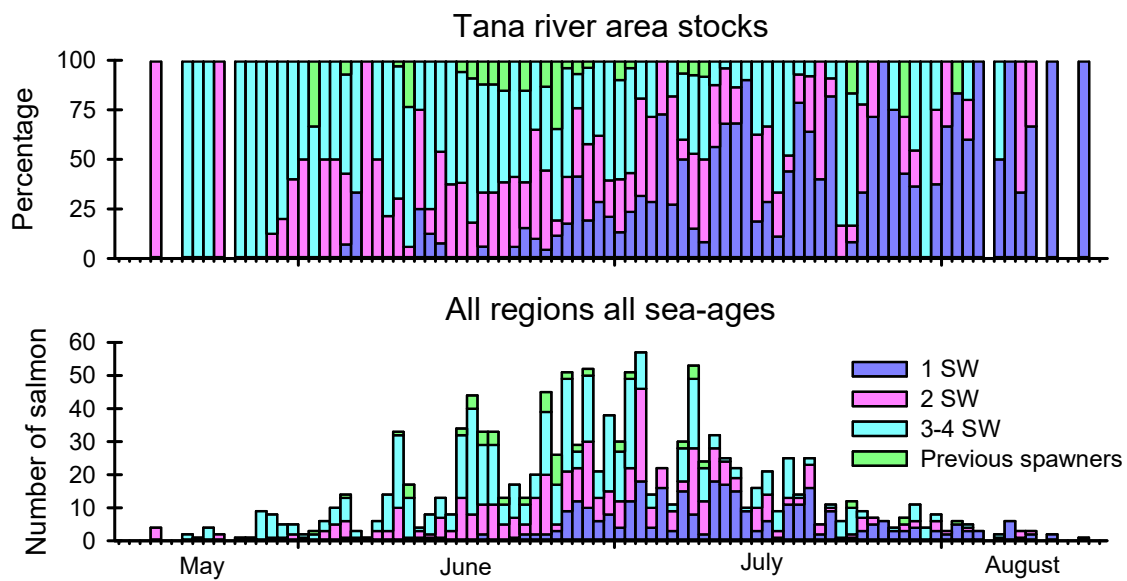 Tana river area stocks
Percentage
100
75
50
25
0
All regions all sea-ages
Number of salmon
60
50
40
30
20
10
0
1 SW
2 SW
3-4 SW
Previous spawners
May
June
July
August